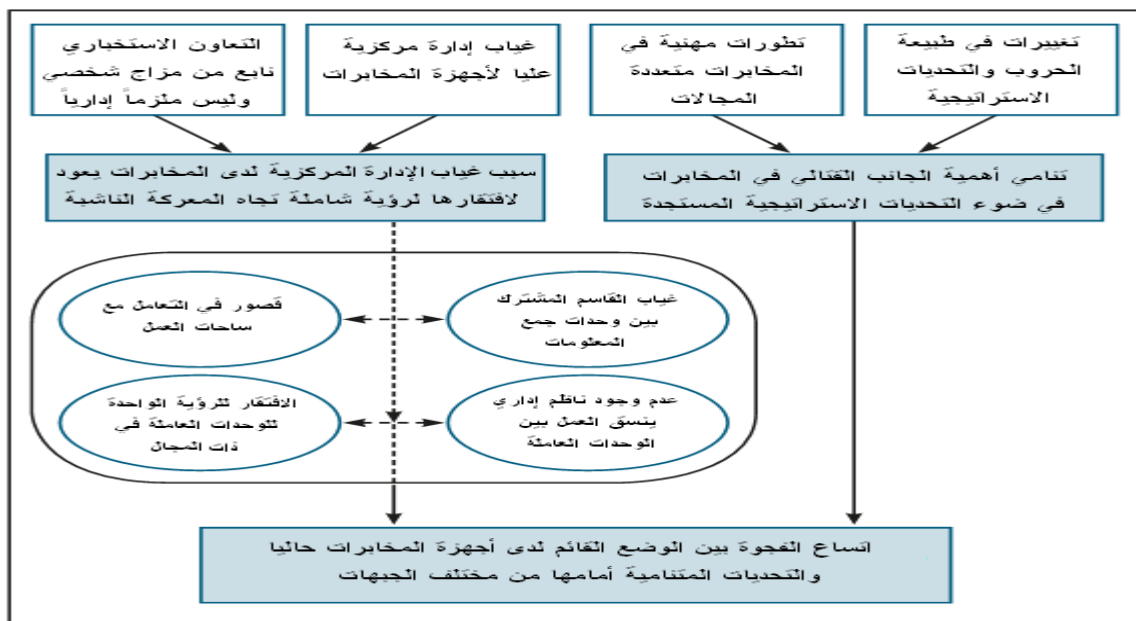 تغييرات في طبيعة
الحروب والتحديات
الاستراتيجية
تطورات مهنية في
المخابرات متعددة
المجالات
غياب إدارة مركزية
عليا لأجهزة المخابرات
التعاون الاستخباري
نابع من مزاج شخصي
وليس ملزماً إدارياً
تنامي أهمية الجانب القتالي في المخابرات
في ضوء التحديات الاستراتيجية المستجدة
سبب غياب الإدارة المركزية لدى المخابرات يعود
لافتقارها لرؤية شاملة تجاه المعركة الناشبة
غياب القاسم المشترك
بين وحدات جمع
المعلومات
قصور في التعامل مع
ساحات العمل
عدم وجود ناظم إداري
ينسق العمل بين
الوحدات العاملة
الافتقار للرؤية الواحدة
للوحدات العاملة في
ذات المجال
اتساع الفجوة بين الوضع القائم لدى أجهزة المخابرات حاليا
والتحديات المتنامية أمامها من مختلف الجبهات